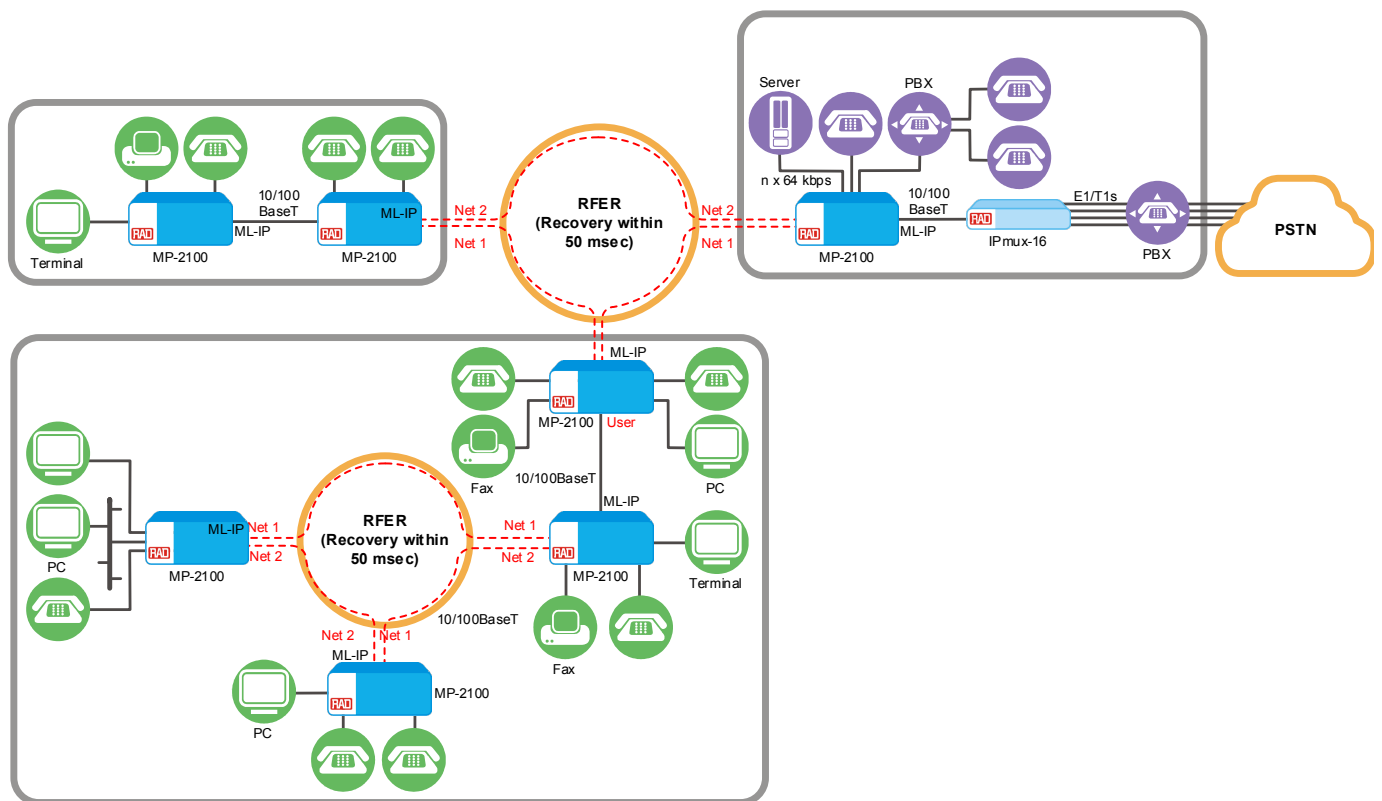 Server
PBX
n x 64 kbps
10/100
BaseT
E1/T1s
RAD
ML-IP
MP-2100
RAD
IPmux-16
PBX
PSTN
10/100
BaseT
Terminal
RAD
ML-IP
MP-2100
RAD
ML-IP
MP-2100
Net 2
Net 1
RFER
(Recovery within
50 msec)
Net 2
Net 1
ML-IP
RAD
MP-2100
User
Fax
PC
10/100BaseT
ML-IP
RAD
MP-2100
Terminal
Fax
PC
ML-IP
RAD
MP-2100
Net 1
Net 2
RFER
(Recovery within
50 msec)
Net 1
Net 2
10/100BaseT
Net 2
Net 1
ML-IP
RAD
MP-2100
PC